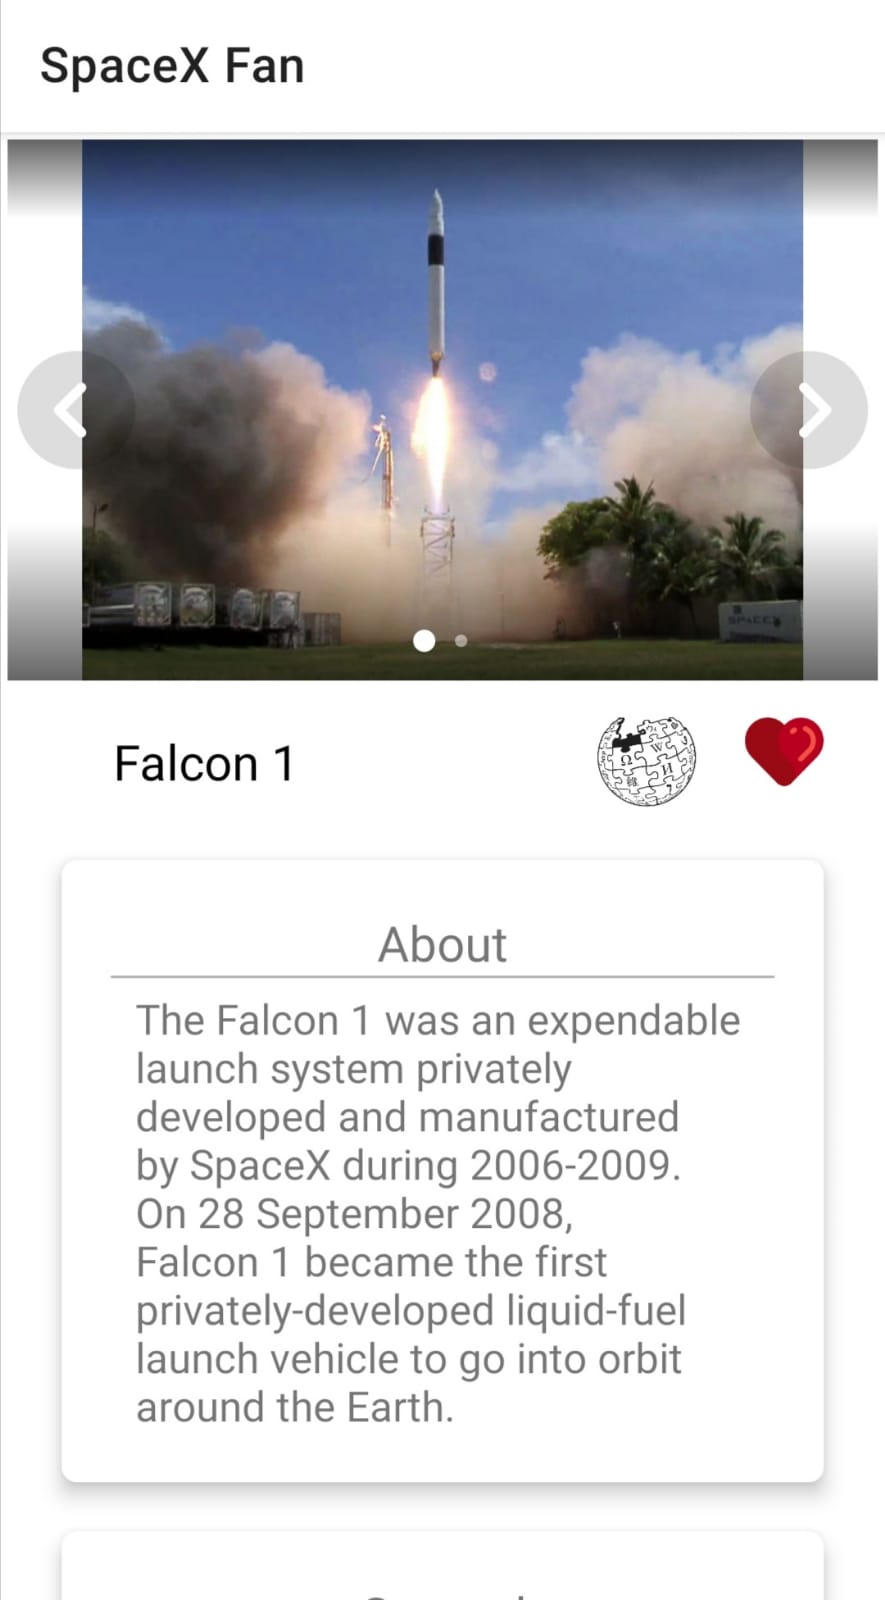 SpaceX Fan
SPACEX
Falcon 1
Ω W И
About
The Falcon 1 was an expendable
launch system privately
developed and manufactured
by SpaceX during 2006-2009.
On 28 September 2008,
Falcon 1 became the first
privately-developed liquid-fuel
launch vehicle to go into orbit
around the Earth.